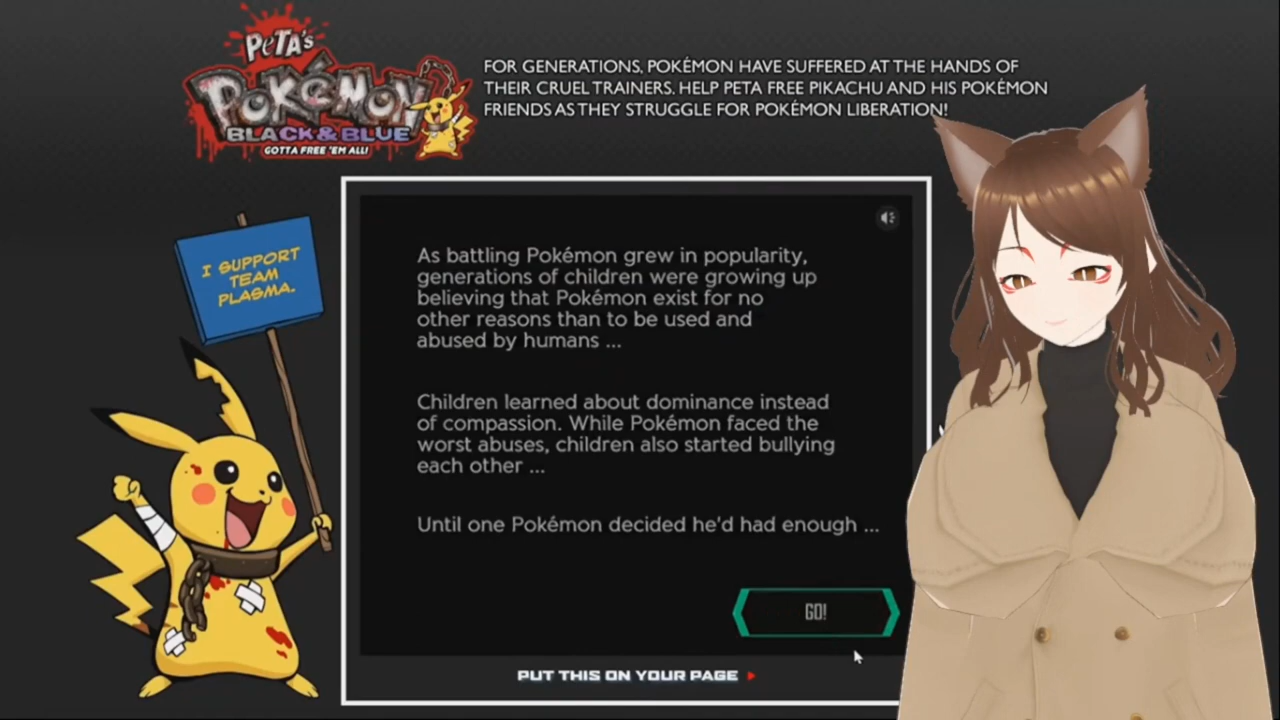 PeTA's
POKéMON
BLACK & BLUE
GOTTA FREE 'EM ALL!
FOR GENERATIONS, POKÉMON HAVE SUFFERED AT THE HANDS OF
THEIR CRUEL TRAINERS. HELP PETA FREE PIKACHU AND HIS POKÉMON
FRIENDS AS THEY STRUGGLE FOR POKÉMON LIBERATION!
I SUPPORT
TEAM
PLASMA.
As battling Pokémon grew in popularity,
generations of children were growing up
believing that Pokémon exist for no
other reasons than to be used and
abused by humans ...
Children learned about dominance instead
of compassion. While Pokémon faced the
worst abuses, children also started bullying
each other ...
Until one Pokémon decided he'd had enough ...
GO!
PUT THIS ON YOUR PAGE